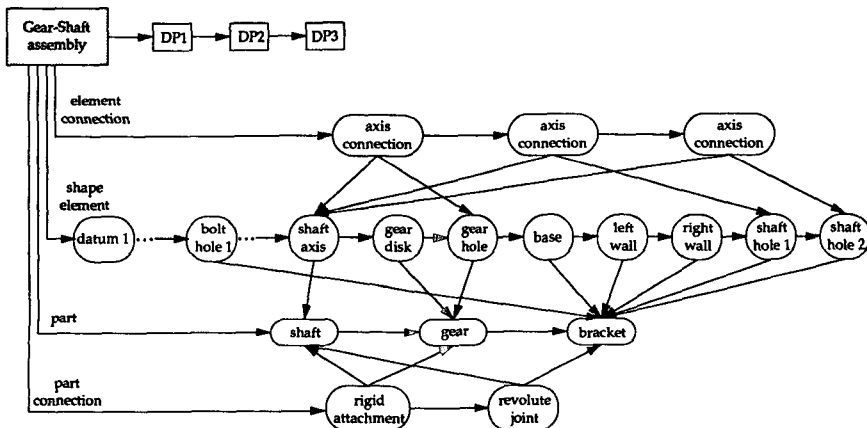 Gear-Shaft
assembly
DP1
DP2
DP3
element
connection
axis
connection
axis
connection
axis
connection
shape
element
datum 1
bolt
hole 1
shaft
axis
gear
disk
gear
hole
base
left
wall
right
wall
shaft
hole 1
shaft
hole 2
part
shaft
gear
bracket
part
connection
rigid
attachment
revolute
joint